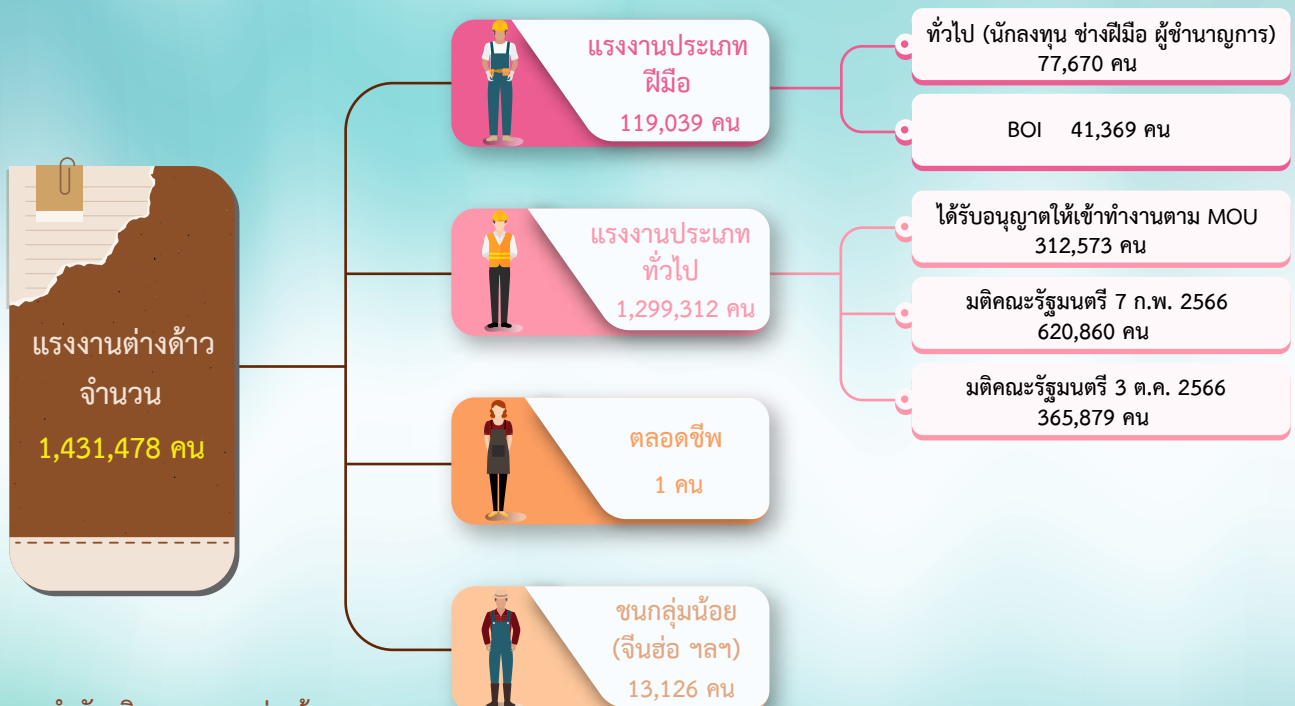 แรงงานต่างด้าว
จำนวน
1,431,478 คน
แรงงานประเภท
ฝีมือ
119,039 คน
ทั่วไป (นักลงทุน ช่างฝีมือ ผู้ชำนาญการ)
77,670 คน
BOI 41,369 คน
แรงงานประเภท
ทั่วไป
1,299,312 คน
ได้รับอนุญาตให้เข้าทำงานตาม MOU
312,573 คน
มติคณะรัฐมนตรี 7 ก.พ. 2566
620,860 คน
มติคณะรัฐมนตรี 3 ต.ค. 2566
365,879 คน
ตลอดชีพ
1 คน
ชนกลุ่มน้อย
(จีนฮ่อ ฯลฯ)
13,126 คน